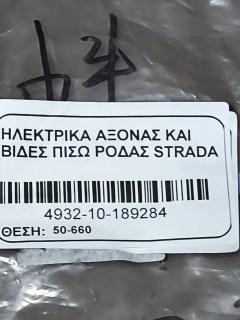 ΗΛΕΚΤΡΙΚΑ ΑΞΟΝΑΣ ΚΑΙ
ΒΙΔΕΣ ΠΙΣΩ ΡΟΔΑΣ STRADA
4932-10-189284
ΘΕΣΗ: 50-660